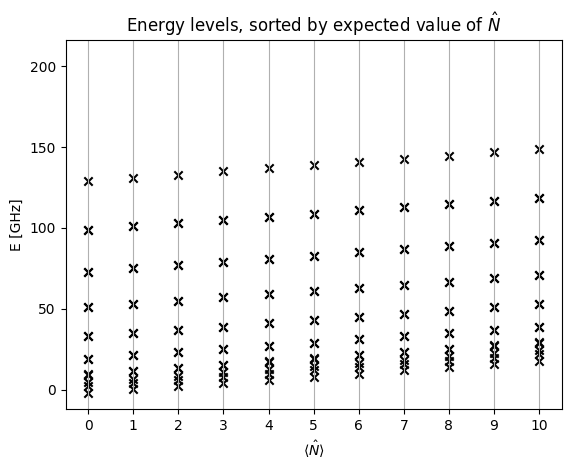 Energy levels, sorted by expected value of N̂
200
150
100
50
0
E [GHz]
0 1 2 3 4 5 6 7 8 9 10
⟨N̂⟩